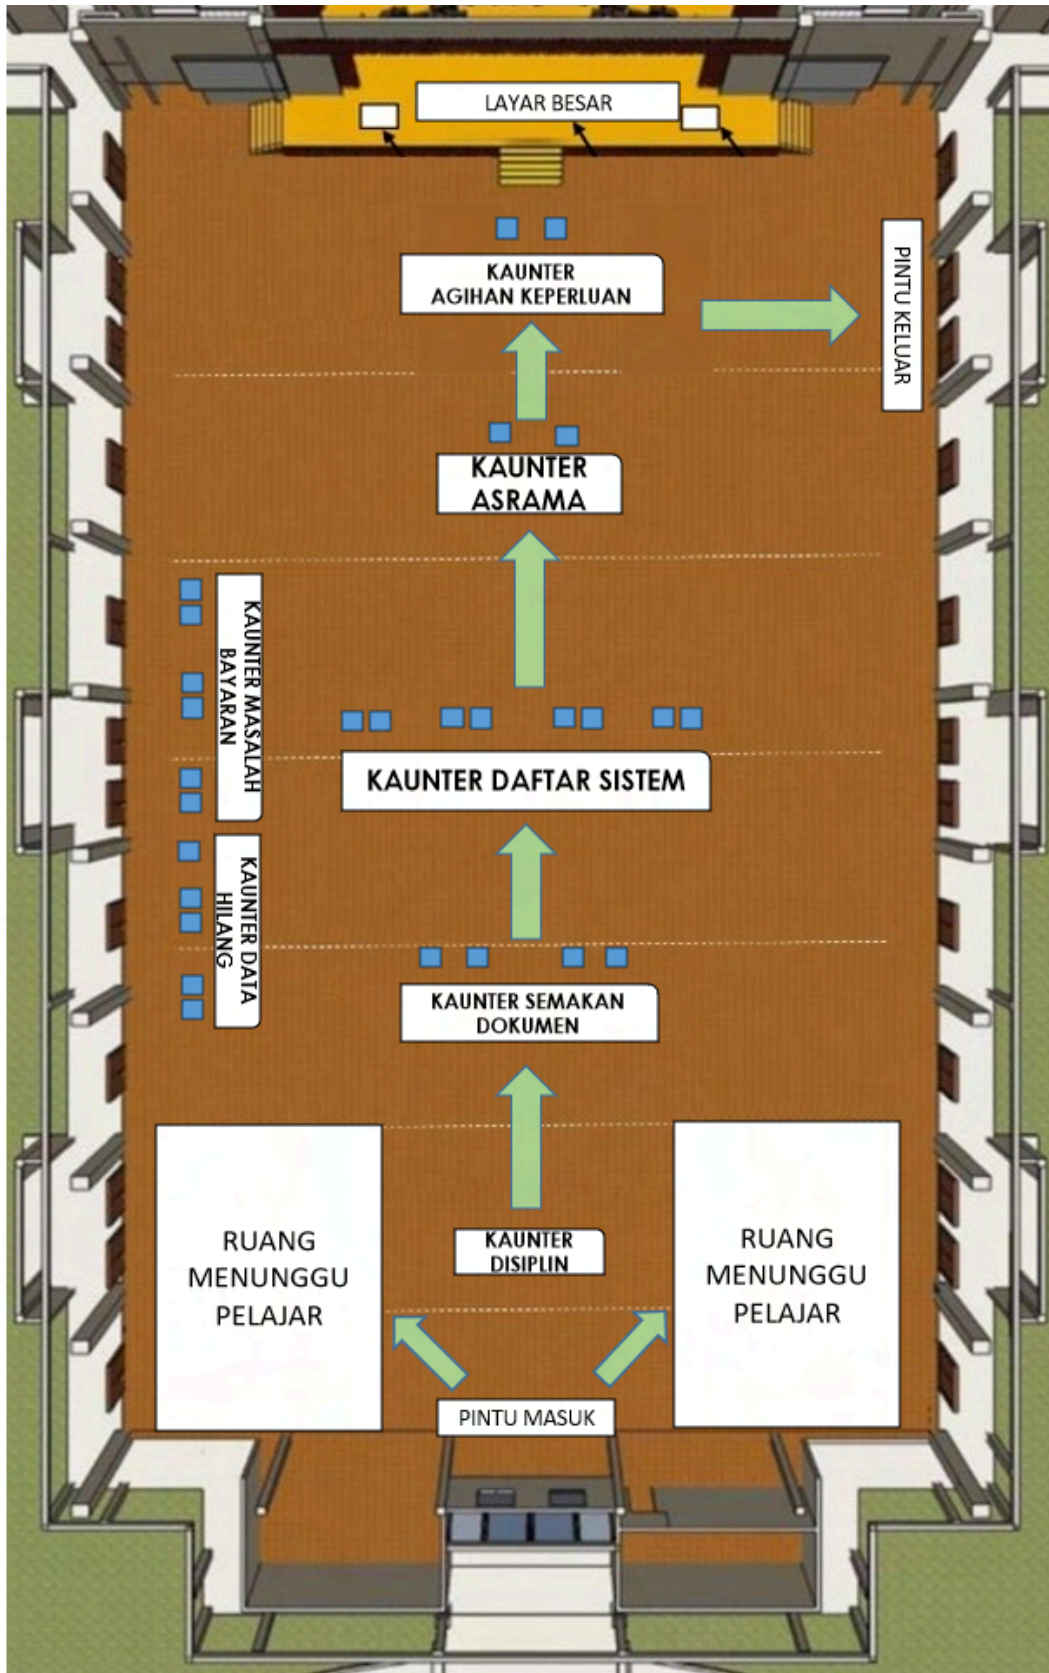 LAYAR BESAR
KAUNTER
AGIHAN KEPERLUAN
PINTU KELUAR
KAUNTER
ASRAMA
KAUNTER MASALAH
BAYARAN
KAUNTER DAFTAR SISTEM
KAUNTER DATA
HILANG
KAUNTER SEMAKAN
DOKUMEN
RUANG
MENUNGGU
PELAJAR
KAUNTER
DISIPLIN
RUANG
MENUNGGU
PELAJAR
PINTU MASUK